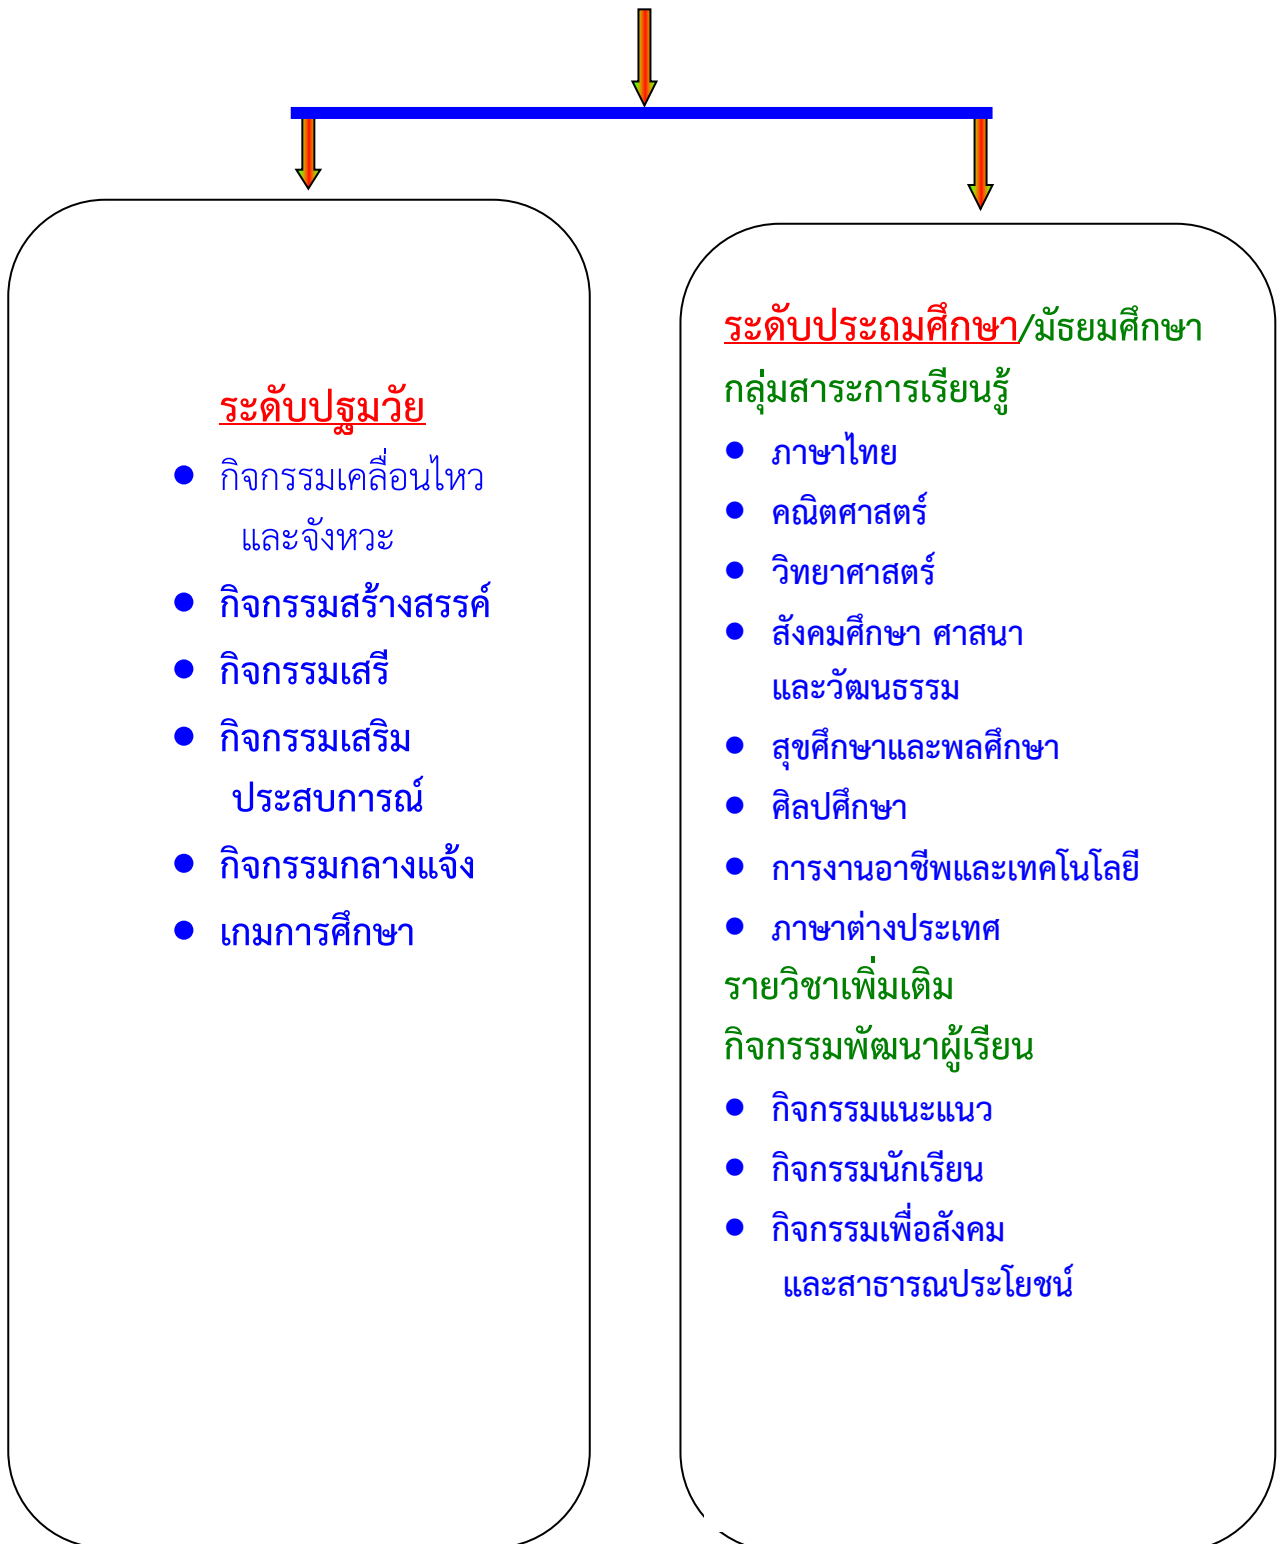 ระดับปฐมวัย
● กิจกรรมเคลื่อนไหว
และจังหวะ
● กิจกรรมสร้างสรรค์
● กิจกรรมเสรี
● กิจกรรมเสริม
ประสบการณ์
● กิจกรรมกลางแจ้ง
● เกมการศึกษา
ระดับประถมศึกษา/มัธยมศึกษา
กลุ่มสาระการเรียนรู้
● ภาษาไทย
● คณิตศาสตร์
● วิทยาศาสตร์
● สังคมศึกษา ศาสนา
และวัฒนธรรม
● สุขศึกษาและพลศึกษา
● ศิลปศึกษา
● การงานอาชีพและเทคโนโลยี
● ภาษาต่างประเทศ
รายวิชาเพิ่มเติม
กิจกรรมพัฒนาผู้เรียน
● กิจกรรมแนะแนว
● กิจกรรมนักเรียน
● กิจกรรมเพื่อสังคม
และสาธารณประโยชน์